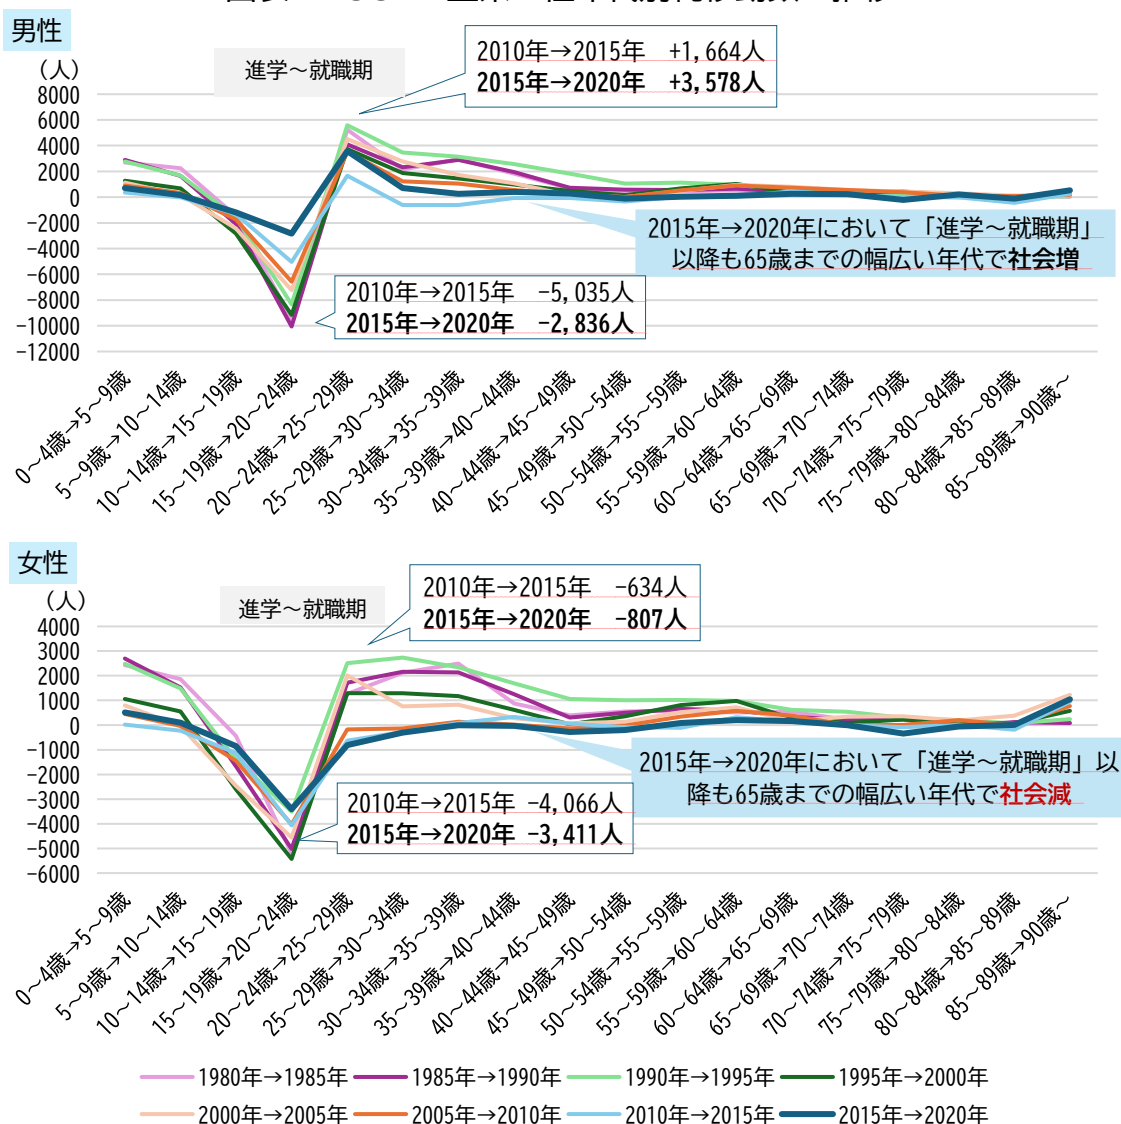 男性
（人）
進学～就職期
2010年→2015年　+1,664人
2015年→2020年　+3,578人
8000
6000
4000
2000
0
-2000
-4000
-6000
-8000
-10000
-12000
2015年→2020年において「進学～就職期」
以降も65歳までの幅広い年代で社会増
2010年→2015年　-5,035人
2015年→2020年　-2,836人
0～4歳→5～9歳
5～9歳→10～14歳
10～14歳→15～19歳
15～19歳→20～24歳
20～24歳→25～29歳
25～29歳→30～34歳
30～34歳→35～39歳
35～39歳→40～44歳
40～44歳→45～49歳
45～49歳→50～54歳
50～54歳→55～59歳
55～59歳→60～64歳
60～64歳→65～69歳
65～69歳→70～74歳
70～74歳→75～79歳
75～79歳→80～84歳
80～84歳→85～89歳
85～89歳→90歳～
女性
（人）
進学～就職期
2010年→2015年　-634人
2015年→2020年　-807人
4000
3000
2000
1000
0
-1000
-2000
-3000
-4000
-5000
-6000
2015年→2020年において「進学～就職期」以
降も65歳までの幅広い年代で社会減
2010年→2015年 -4,066人
2015年→2020年 -3,411人
0～4歳→5～9歳
5～9歳→10～14歳
10～14歳→15～19歳
15～19歳→20～24歳
20～24歳→25～29歳
25～29歳→30～34歳
30～34歳→35～39歳
35～39歳→40～44歳
40～44歳→45～49歳
45～49歳→50～54歳
50～54歳→55～59歳
55～59歳→60～64歳
60～64歳→65～69歳
65～69歳→70～74歳
70～74歳→75～79歳
75～79歳→80～84歳
80～84歳→85～89歳
85～89歳→90歳～
1980年→1985年 1985年→1990年 1990年→1995年 1995年→2000年
2000年→2005年 2005年→2010年 2010年→2015年 2015年→2020年